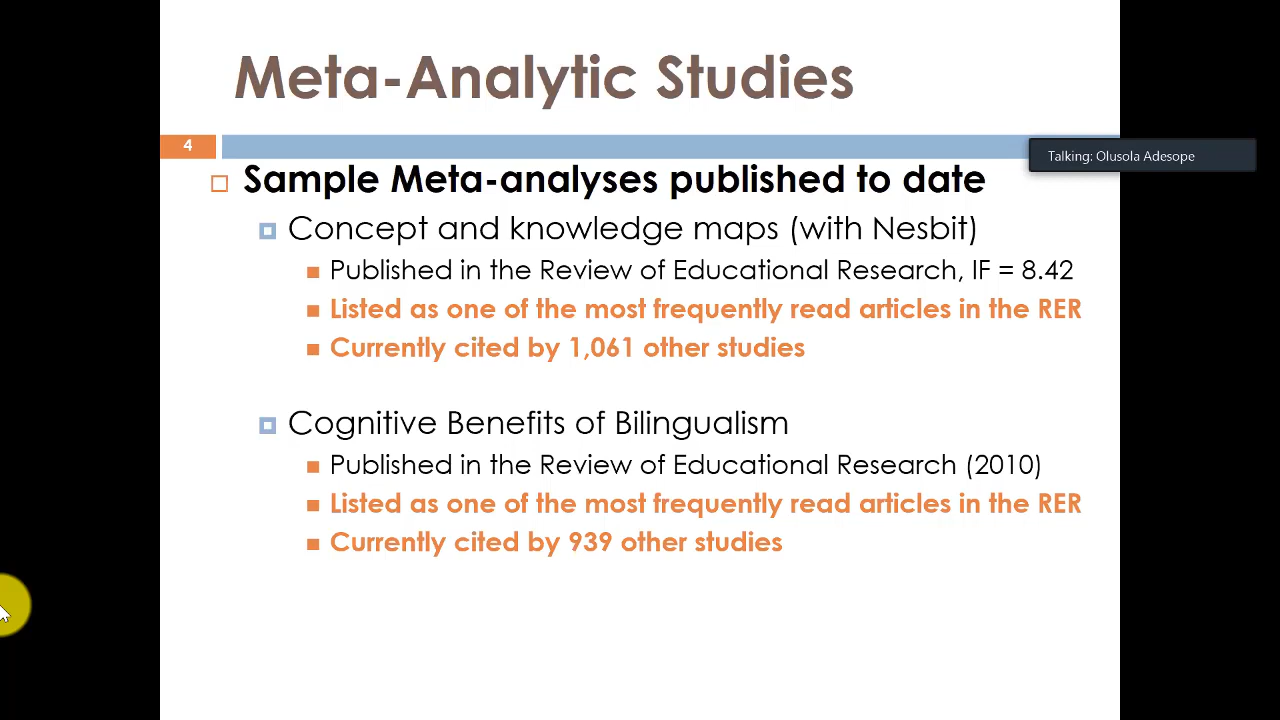 Meta-Analytic Studies
4
Talking: Olusola Adesope
Sample Meta-analyses published to date
Concept and knowledge maps (with Nesbit)
Published in the Review of Educational Research, IF = 8.42
Listed as one of the most frequently read articles in the RER
Currently cited by 1,061 other studies
Cognitive Benefits of Bilingualism
Published in the Review of Educational Research (2010)
Listed as one of the most frequently read articles in the RER
Currently cited by 939 other studies